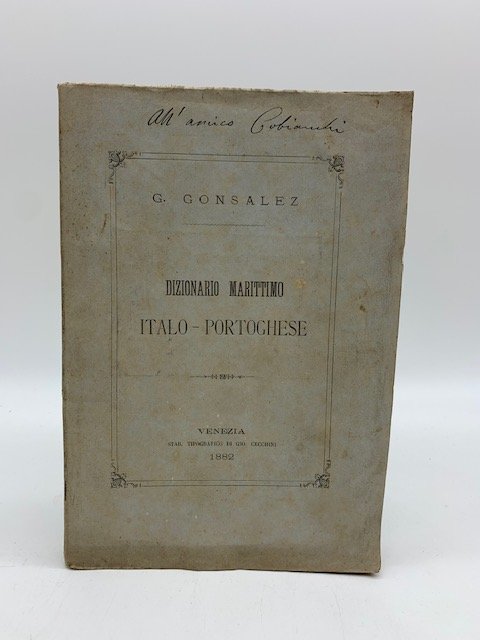 All' amico Cobianchi
G. GONSALEZ
DIZIONARIO MARITTIMO
ITALO-PORTOGHESE
VENEZIA
STAB. TIPOGRAFICO DI GIO. CECCHINI
1882